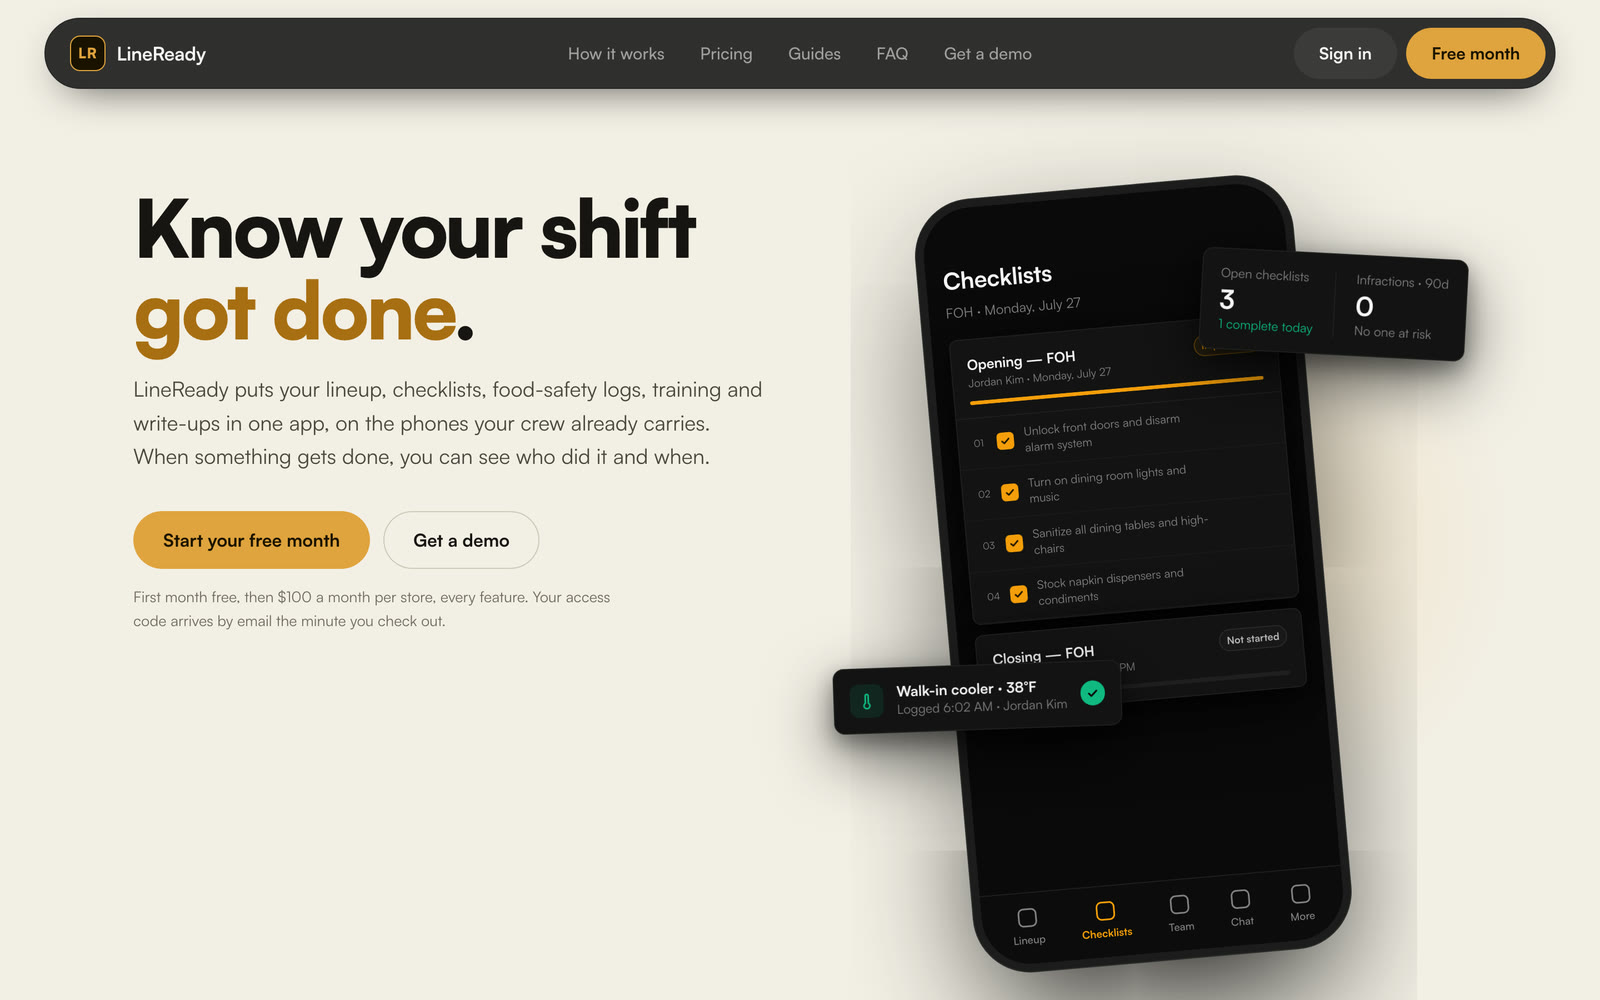 LR
LineReady
How it works
Pricing
Guides
FAQ
Get a demo
Sign in
Free month
Know your shift
got done.
LineReady puts your lineup, checklists, food-safety logs, training and
write-ups in one app, on the phones your crew already carries.
When something gets done, you can see who did it and when.
Start your free month
Get a demo
First month free, then $100 a month per store, every feature. Your access
code arrives by email the minute you check out.
Checklists
FOH · Monday, July 27
Open checklists
3
1 complete today
Infractions · 90d
0
No one at risk
Opening — FOH
Jordan Kim · Monday, July 27
01
Unlock front doors and disarm
alarm system
02
Turn on dining room lights and
music
03
Sanitize all dining tables and high-
chairs
04
Stock napkin dispensers and
condiments
Closing — FOH
PM
Not started
Walk-in cooler · 38°F
Logged 6:02 AM · Jordan Kim
Lineup
Checklists
Team
Chat
More